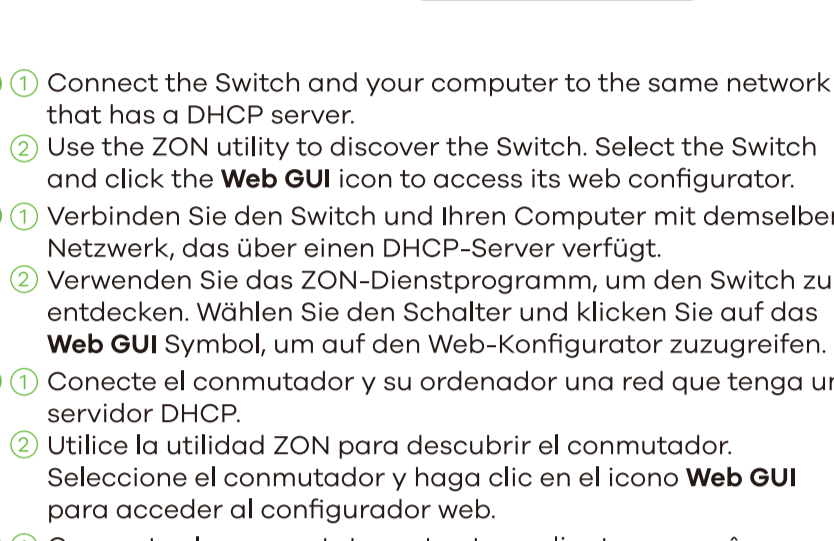 ① Connect the Switch and your computer to the same network
that has a DHCP server.
② Use the ZON utility to discover the Switch. Select the Switch
and click the Web GUI icon to access its web configurator.
① Verbinden Sie den Switch und Ihren Computer mit
Netzwerk, das über einen DHCP-Server verfügt.
② Verwenden Sie das ZON-Dienstprogramm, um den Switch zu
entdecken. Wählen Sie den Schalter und klicken Sie auf das
Web GUI Symbol, um auf den Web-Konfigurator zuzugreifen.
① Conecte el conmutador y su ordenador una red que tenga
servidor DHCP.
② Utilice la utilidad ZON para descubrir el conmutador.
Seleccione el conmutador y haga clic en el icono Web GUI
para acceder al configurador web.